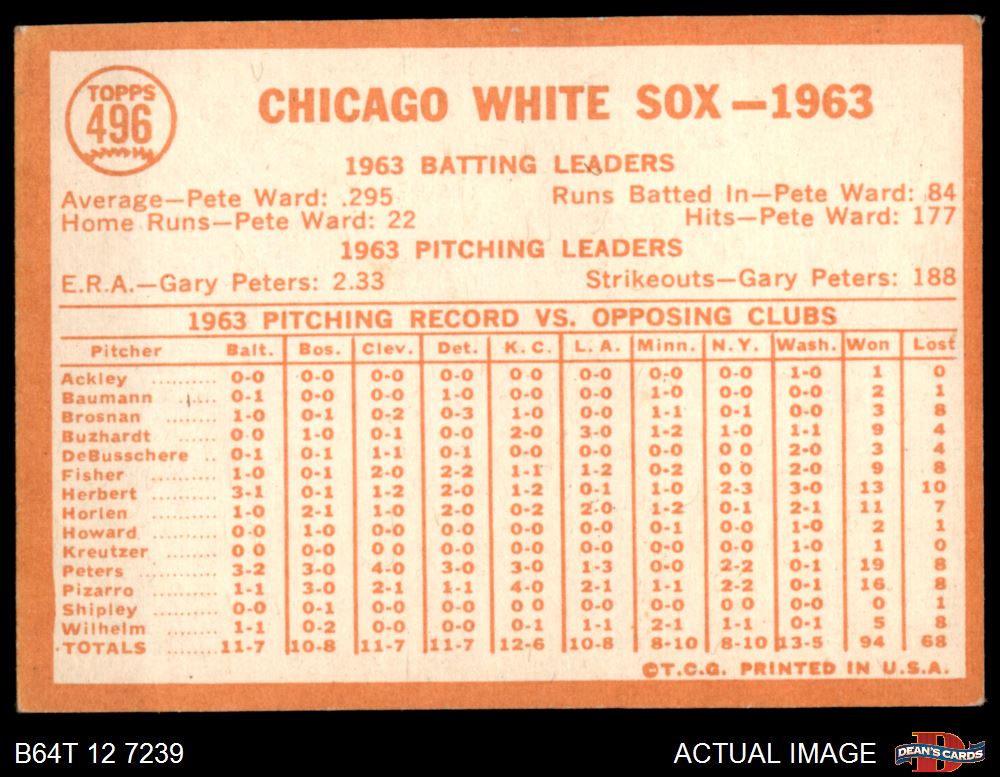 TOPPS
496
CHICAGO WHITE SOX—1963
1963 BATTING LEADERS
Average—Pete Ward: .295 Runs Batted In—Pete Ward: 84
Home Runs—Pete Ward: 22 Hits—Pete Ward: 177
1963 PITCHING LEADERS
E.R.A.—Gary Peters: 2.33 Strikeouts—Gary Peters: 188
1963 PITCHING RECORD VS. OPPOSING CLUBS
Pitcher Balt. Bos. Clev. Det. K.C. L.A. Minn. N.Y. Wash. Won Lost
Ackley .......... 0-0 0-0 0-0 0-0 0-0 0-0 0-0 0-0 1-0 1 0
Baumann ...... 0-1 0-0 0-0 1-0 0-0 0-0 1-0 0-0 0-0 2 1
Brosnan ........ 1-0 0-1 0-2 0-3 1-0 0-0 1-1 0-1 0-0 3 8
Buzhardt ...... 0-0 1-0 0-1 0-0 2-0 3-0 1-2 1-0 1-1 9 4
DeBusschere .. 0-1 0-1 1-1 0-1 0-0 0-0 0-0 0 0 2-0 3 4
Fisher .......... 1-0 0-1 2-0 2-2 1-1 1-2 0-2 0 0 2-0 9 8
Herbert ........ 3-1 0-1 1-2 2-0 1-2 0-1 1-0 2-3 3-0 13 10
Horlen .......... 1-0 2-1 1-0 2-0 0-2 2-0 1-2 0-1 2-1 11 7
Howard ........ 0-0 1-0 0-0 0-0 0-0 0-0 0-1 0-0 1-0 2 1
Kreutzer ........ 0 0 0-0 0 0 0-0 0-0 0-0 0-0 0-0 1-0 1 0
Peters .......... 3-2 3-0 4-0 3-0 3-0 1-3 0-0 2-2 0-1 19 8
Pizarro .......... 1-1 3-0 2-1 1-1 4-0 2-1 1-1 2-2 0-1 16 8
Shipley ........ 0-0 0-1 0-0 0-0 0 0 0-0 0-0 0-0 0-0 0 1
Wilhelm ........ 1-1 0-2 0-0 0-0 0-1 1-1 2-1 1-1 0-1 5 8
TOTALS ........ 11-7 10-8 11-7 11-7 12-6 10-8 8-10 8-10 13-5 94 68
©T.C.G. PRINTED IN U.S.A.
B64T 12 7239 ACTUAL IMAGE D DEAN'S CARDS